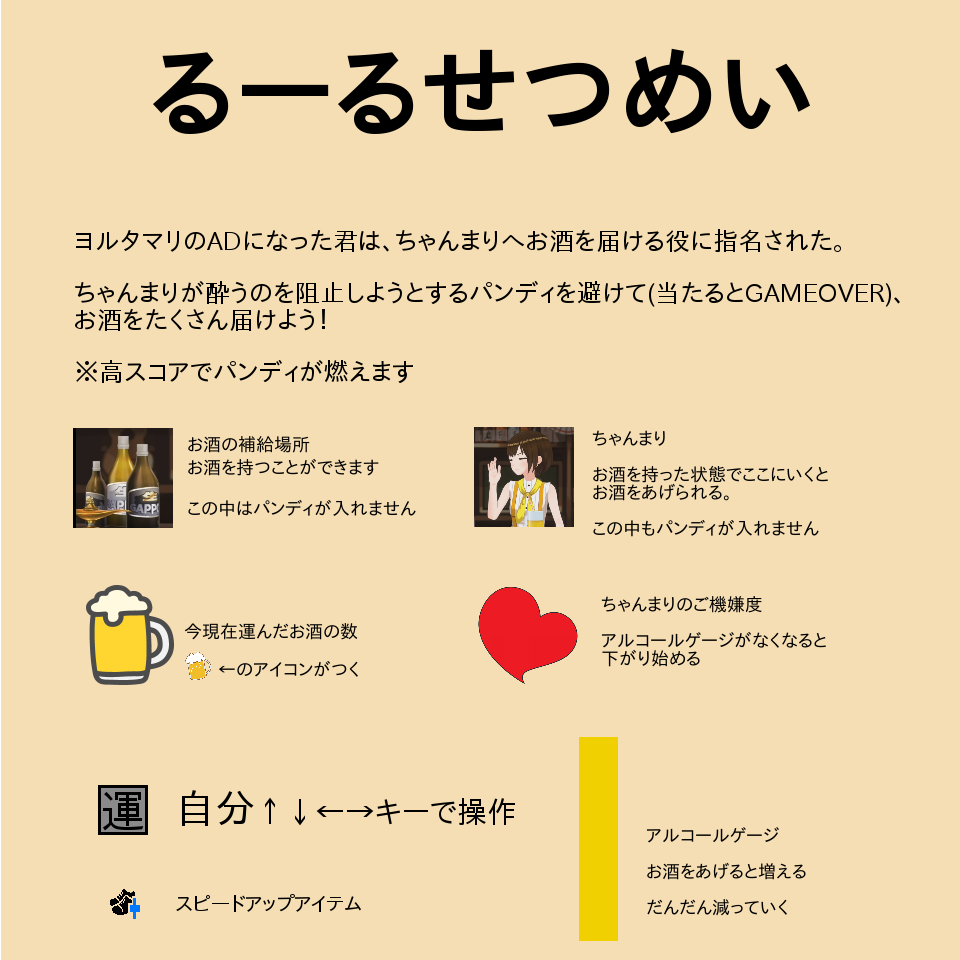 るーるせつめい
ヨルタマリのADになった君は、ちゃんまりへお酒を届ける役に指名された。
ちゃんまりが酔うのを阻止しようとするパンディを避けて(当たるとGAMEOVER)、
お酒をたくさん届けよう！
※高スコアでパンディが燃えます
お酒の補給場所
お酒を持つことができます
この中はパンディが入れません
ちゃんまり
お酒を持った状態でここにいくと
お酒をあげられる。
この中もパンディが入れません
今現在運んだお酒の数
←のアイコンがつく
ちゃんまりのご機嫌度
アルコールゲージがなくなると
下がり始める
運
自分↑↓←→キーで操作
スピードアップアイテム
アルコールゲージ
お酒をあげると増える
だんだん減っていく